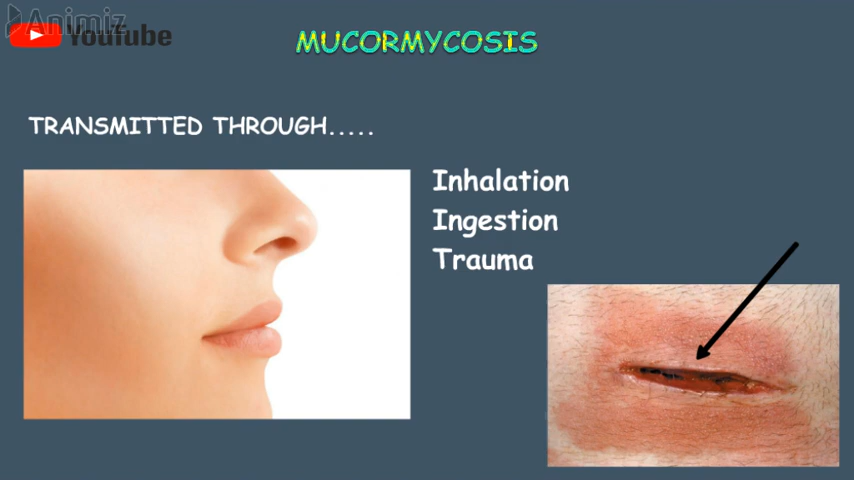 Animiz
YouTube
MUCORMYCOSIS
TRANSMITTED THROUGH.....
Inhalation
Ingestion
Trauma